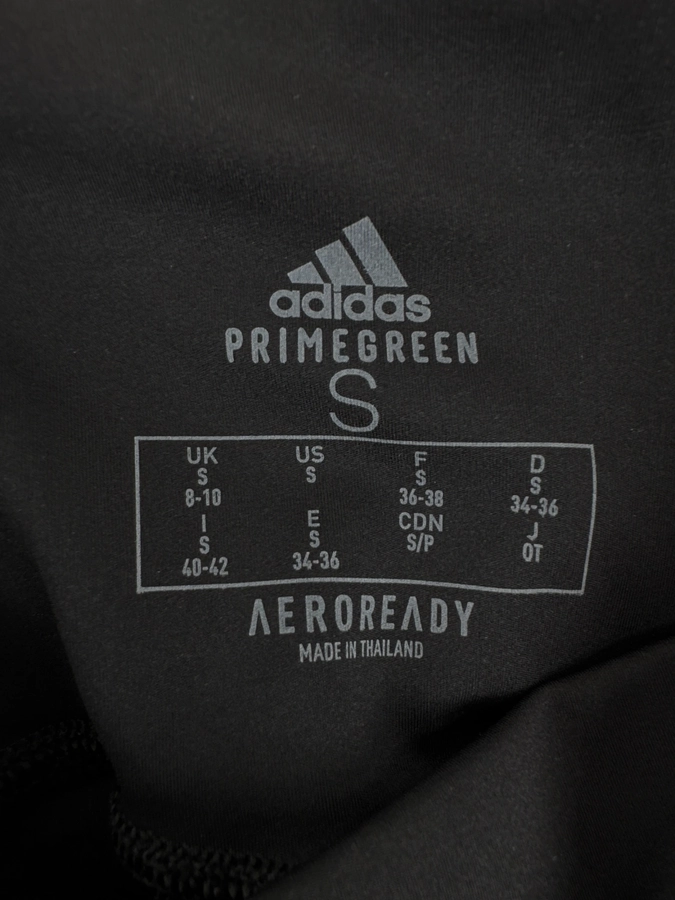 adidas
PRIMEGREEN
S
UK US F D
S S S S
8-10 36-38 34-36
I E CDN J
S S S/P OT
40-42 34-36
AEROREADY
MADE IN THAILAND